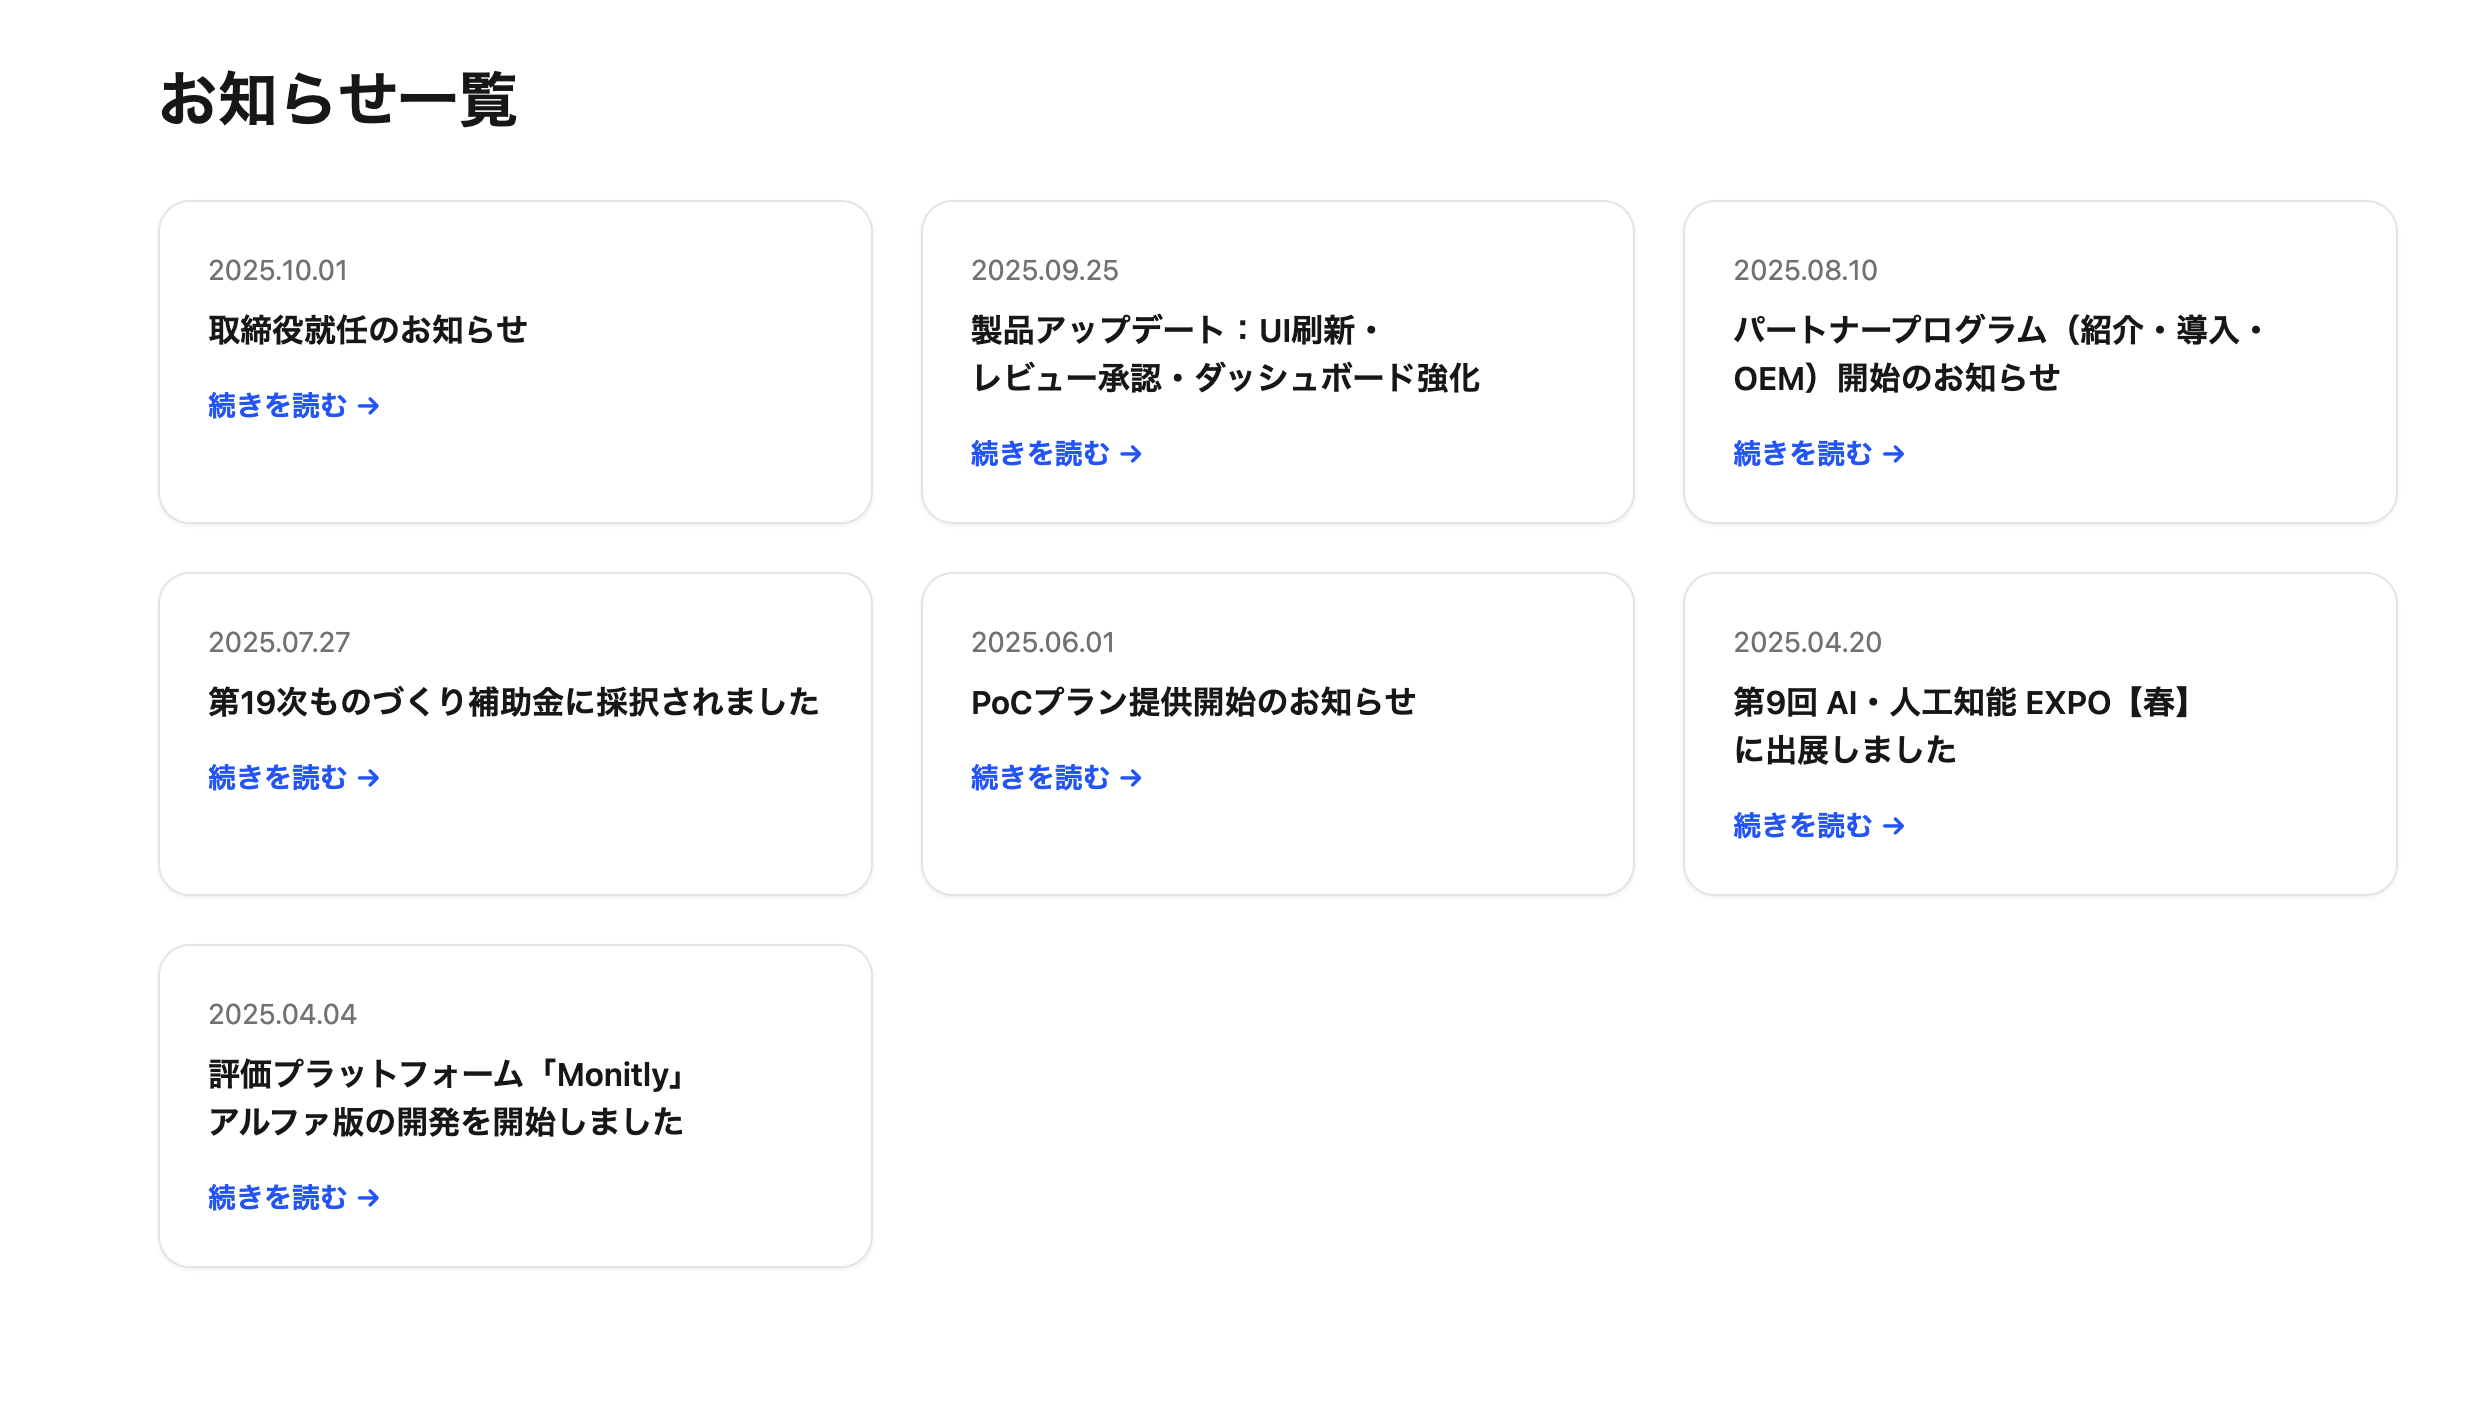 お知らせ一覧
2025.10.01
取締役就任のお知らせ
続きを読む →
2025.09.25
製品アップデート：UI刷新・
レビュー承認・ダッシュボード強化
続きを読む →
2025.08.10
パートナープログラム（紹介・導入・
OEM）開始のお知らせ
続きを読む →
2025.07.27
第19次ものづくり補助金に採択されました
続きを読む →
2025.06.01
PoCプラン提供開始のお知らせ
続きを読む →
2025.04.20
第9回 AI・人工知能 EXPO【春】
に出展しました
続きを読む →
2025.04.04
評価プラットフォーム「Monitly」
アルファ版の開発を開始しました
続きを読む →